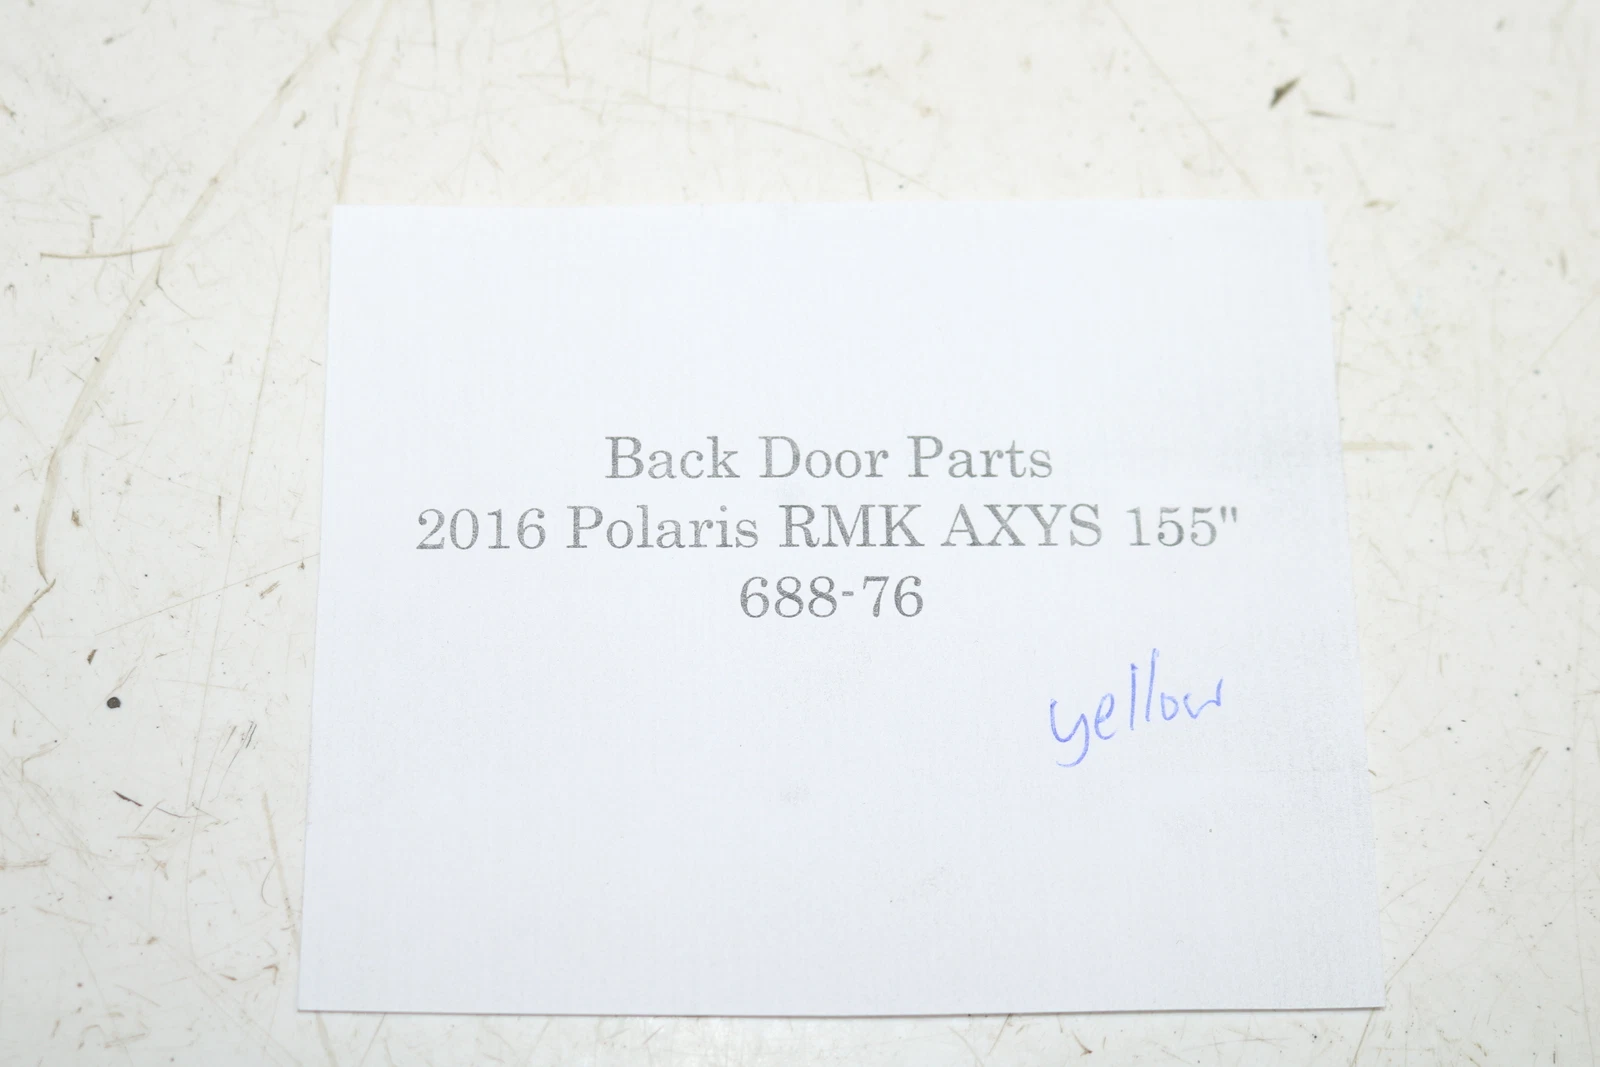 Back Door Parts
2016 Polaris RMK AXYS 155"
688-76
yellow